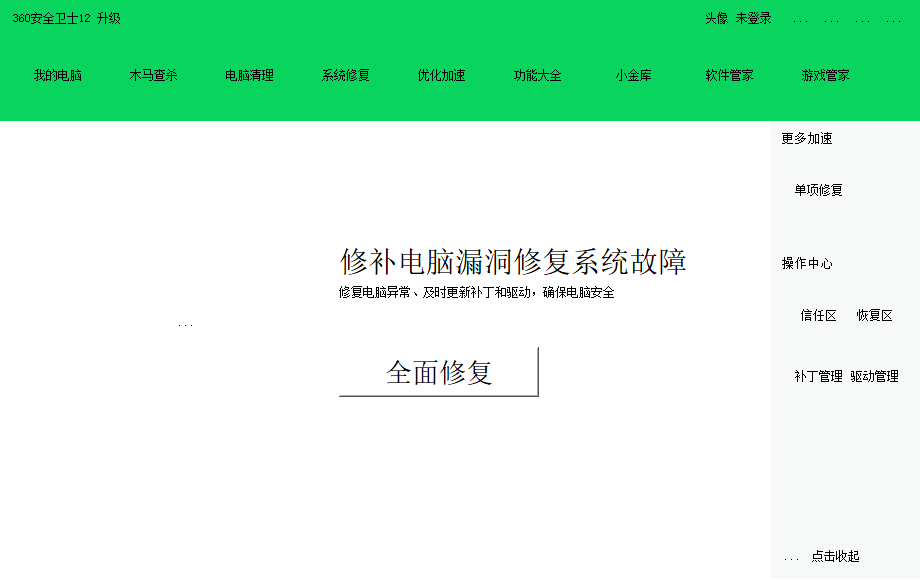 360安全卫士12 升级 头像 未登录 ... ... ... ...
我的电脑 木马查杀 电脑清理 系统修复 优化加速 功能大全 小金库 软件管家 游戏管家
更多加速
单项修复
修补电脑漏洞修复系统故障
操作中心
修复电脑异常、及时更新补丁和驱动，确保电脑安全
信任区 恢复区
...
全面修复
补丁管理 驱动管理
... 点击收起